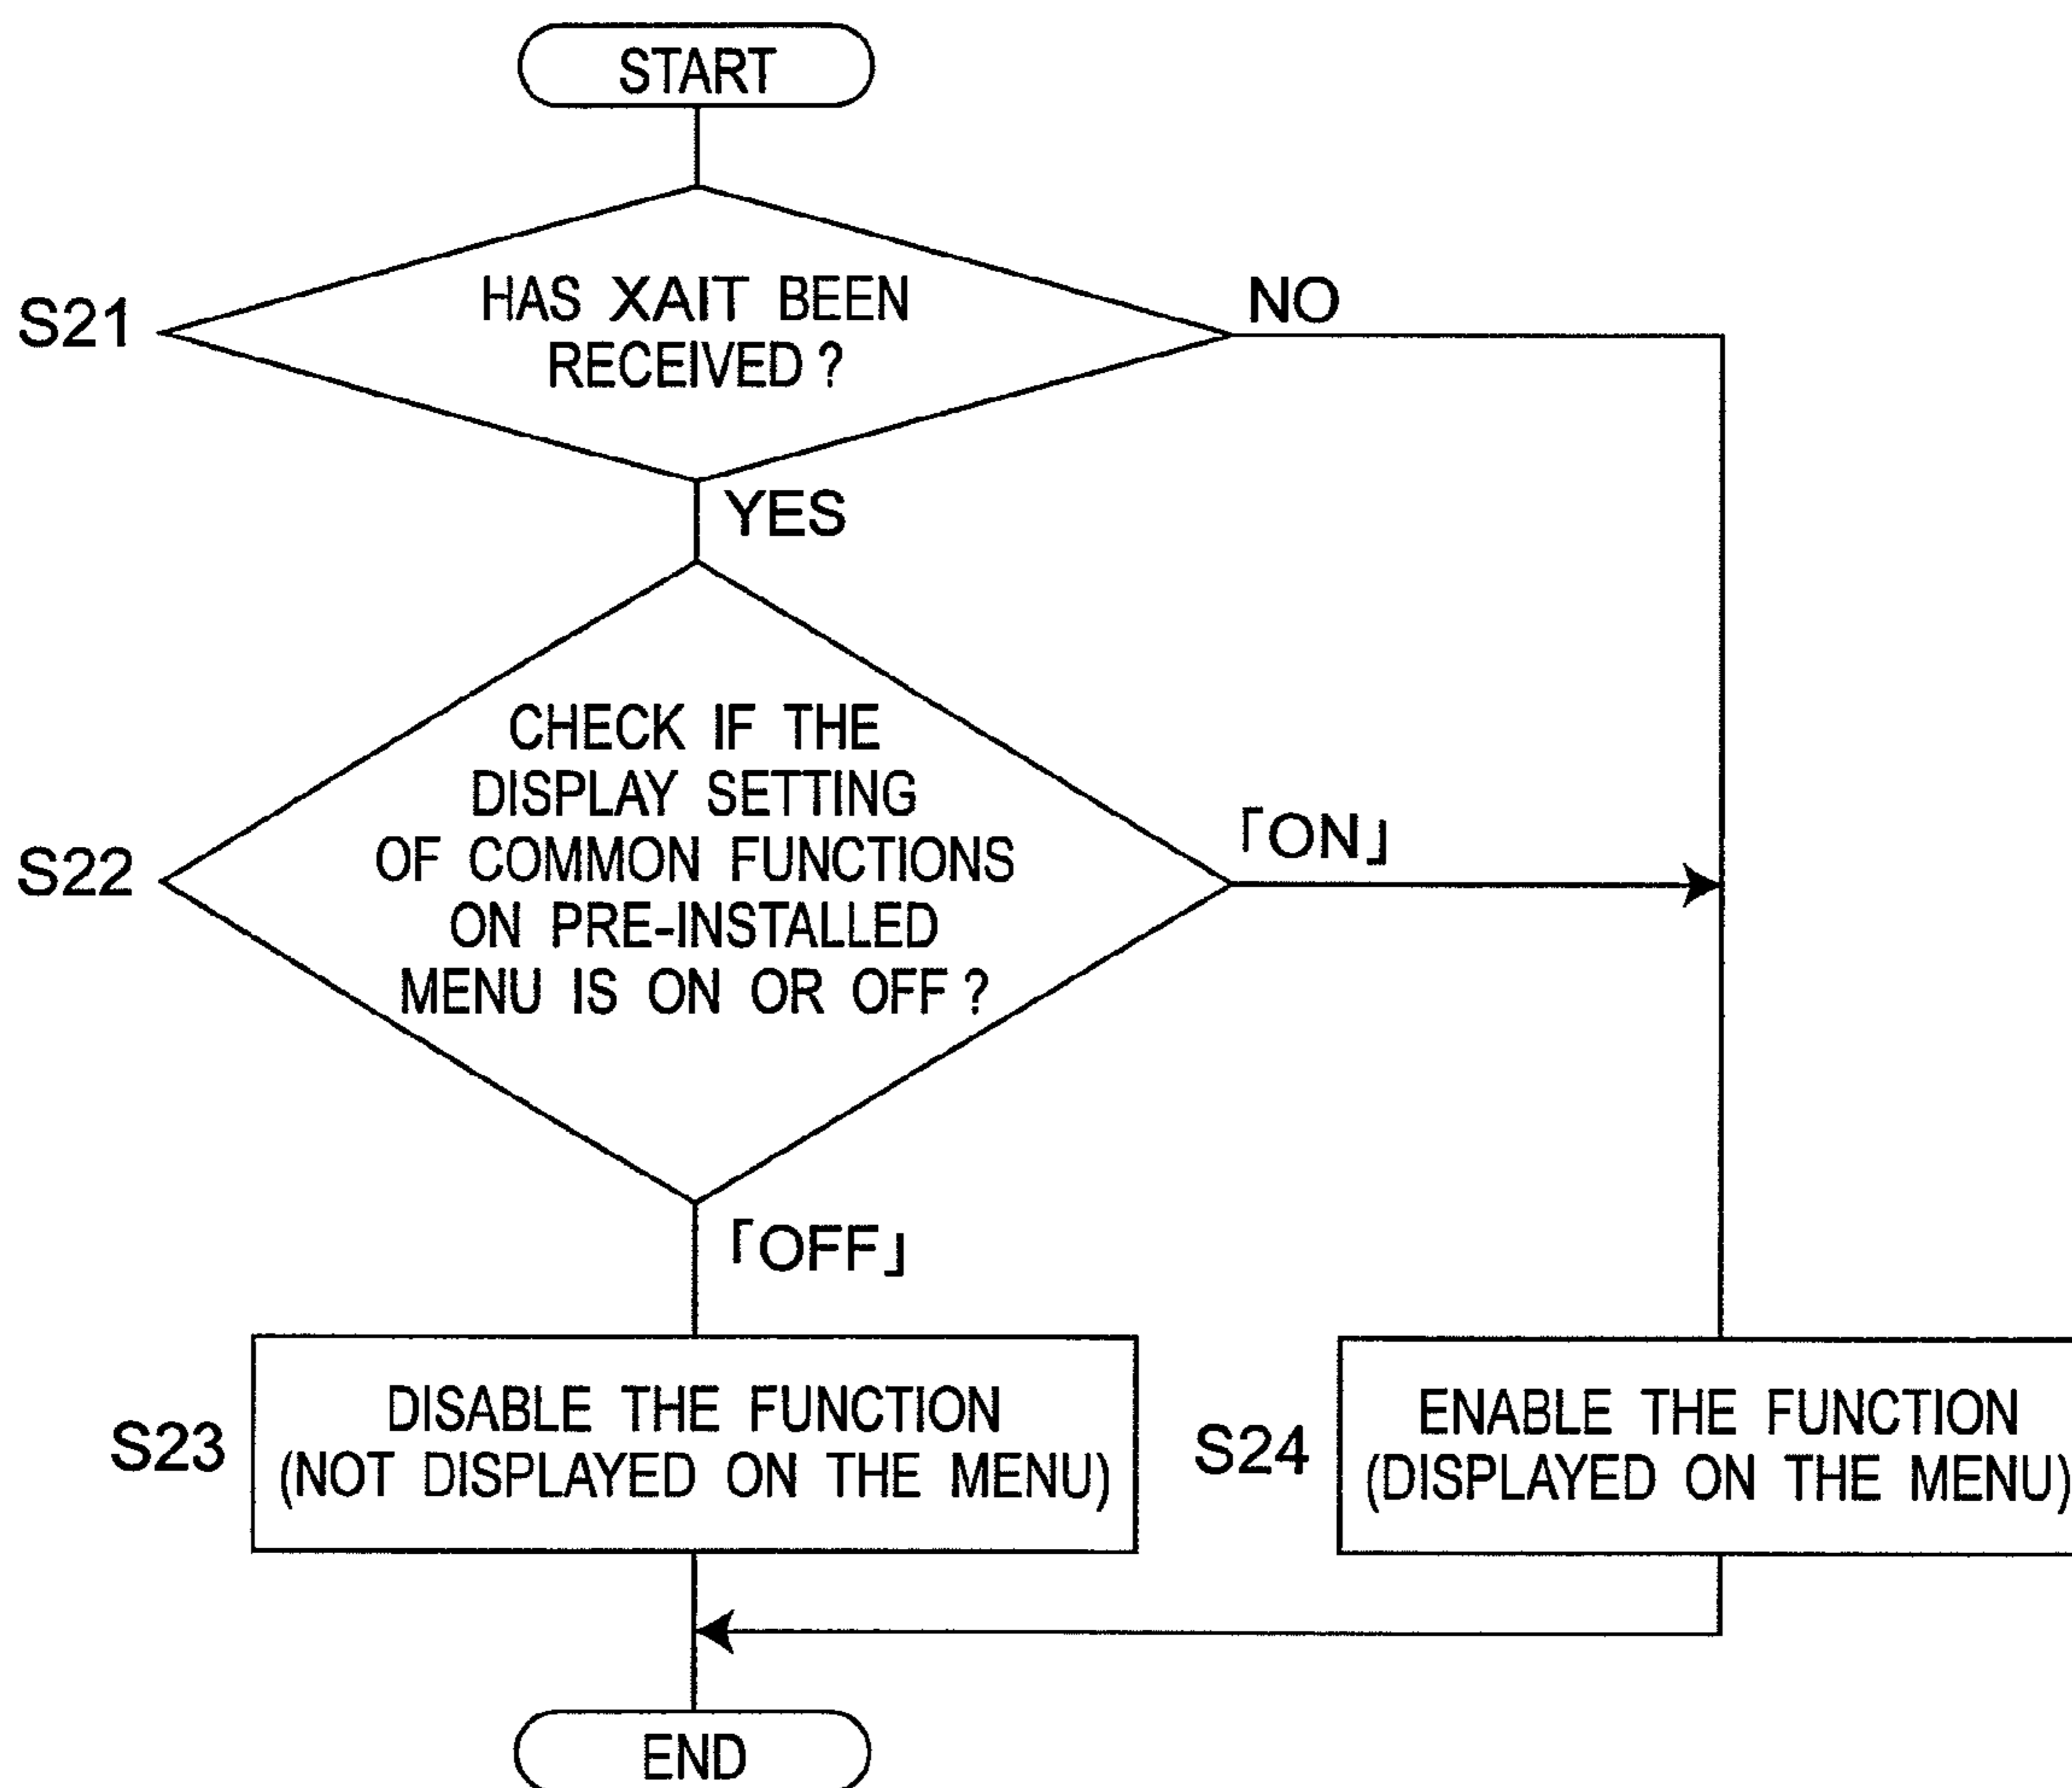 START
S21
HAS XAIT BEEN
RECEIVED ?
NO
YES
S22
CHECK IF THE
DISPLAY SETTING
OF COMMON FUNCTIONS
ON PRE-INSTALLED
MENU IS ON OR OFF ?
「ON」
「OFF」
S23
DISABLE THE FUNCTION
(NOT DISPLAYED ON THE MENU)
S24
ENABLE THE FUNCTION
(DISPLAYED ON THE MENU)
END